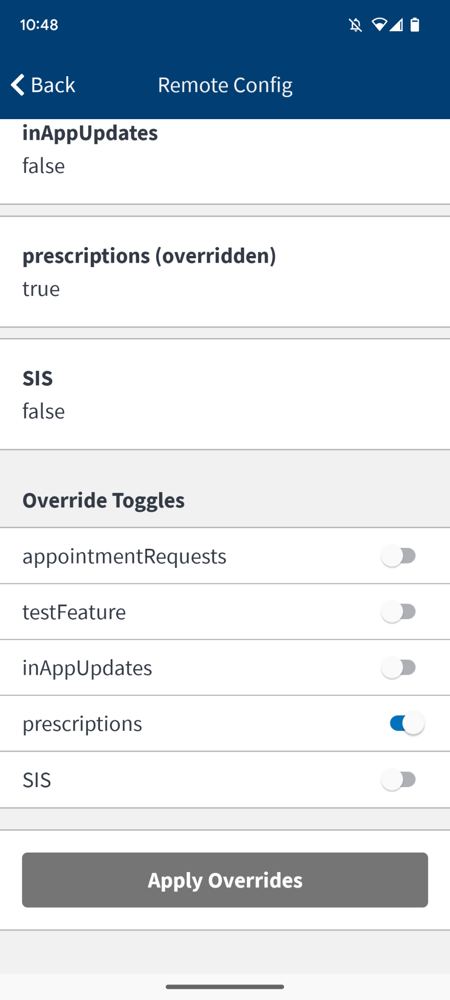 10:48
Back
Remote Config
inAppUpdates
false
prescriptions (overridden)
true
SIS
false
Override Toggles
appointmentRequests
testFeature
inAppUpdates
prescriptions
SIS
Apply Overrides